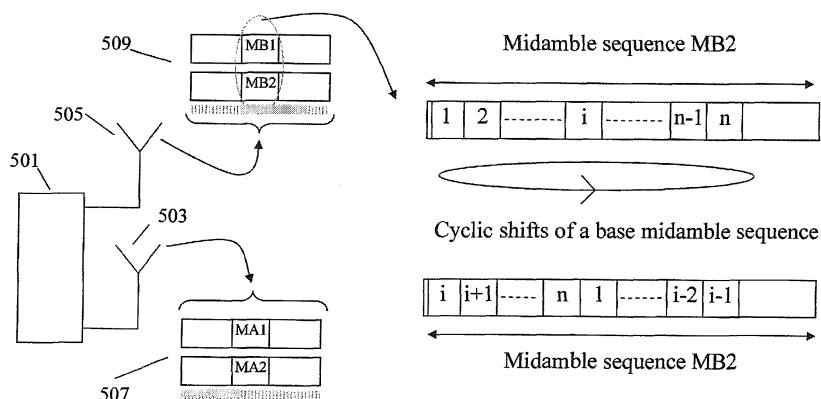 509
MB1
MB2
505
501
503
507
MA1
MA2
Midamble sequence MB2
1 2 -------- i -------- n-1 n
Cyclic shifts of a base midamble sequence
i i+1 ----- n 1 ------ i-2 i-1
Midamble sequence MB2